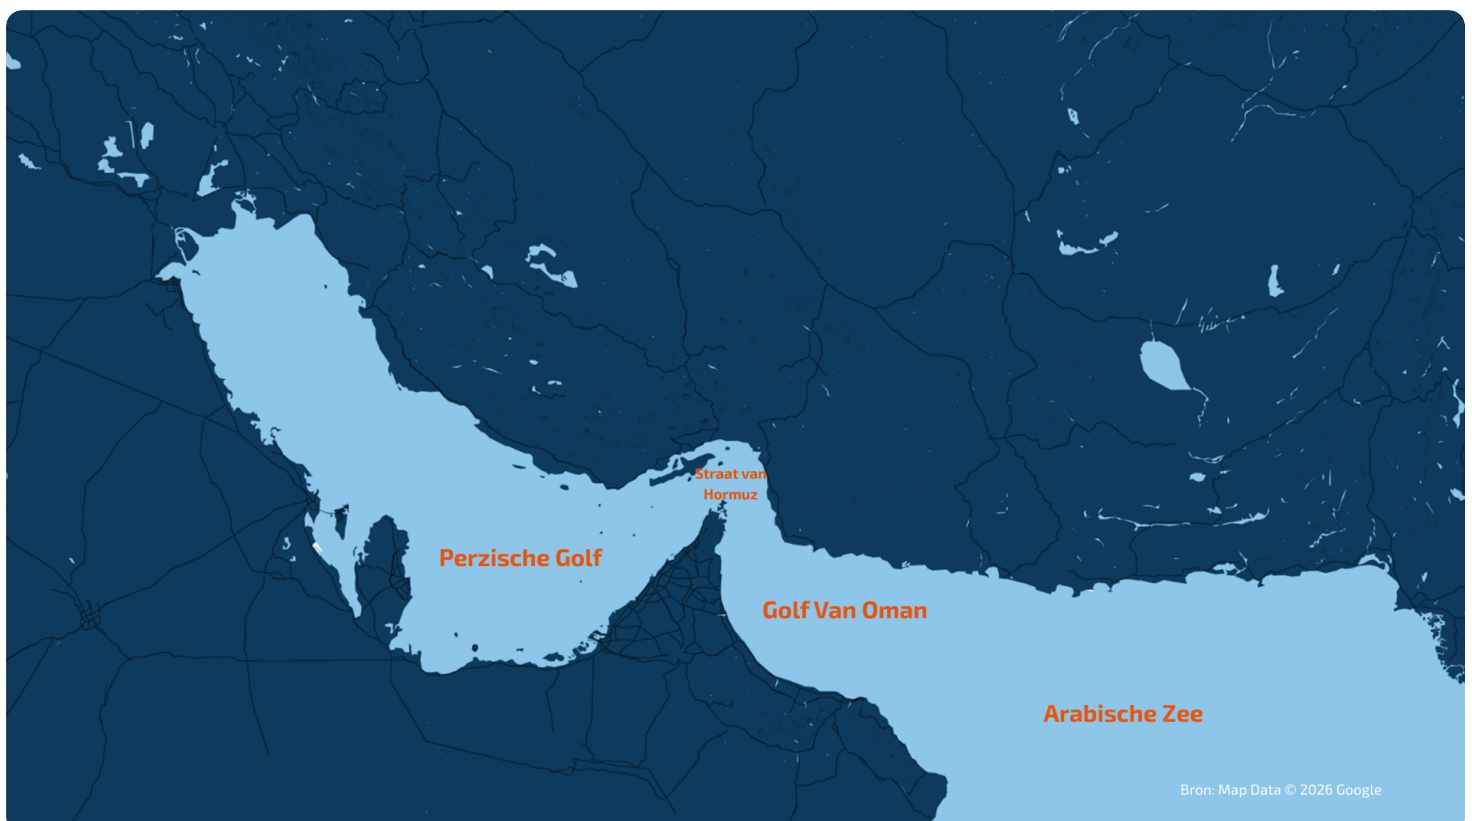 Straat van
Hormuz
Perzische Golf
Golf Van Oman
Arabische Zee
Bron: Map Data © 2026 Google